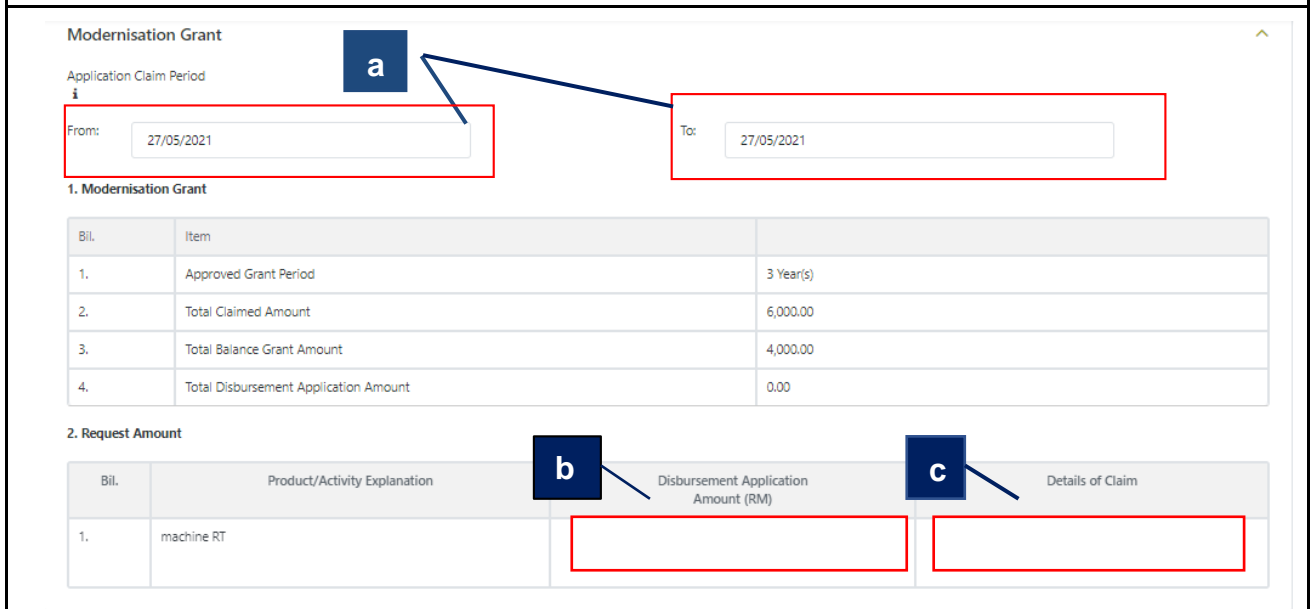 Modernisation Grant
a
Application Claim Period
i
From: 27/05/2021 To: 27/05/2021
1. Modernisation Grant
Bil. Item
1. Approved Grant Period 3 Year(s)
2. Total Claimed Amount 6,000.00
3. Total Balance Grant Amount 4,000.00
4. Total Disbursement Application Amount 0.00
2. Request Amount
b c
Bil. Product/Activity Explanation Disbursement Application Details of Claim
Amount (RM)
1. machine RT